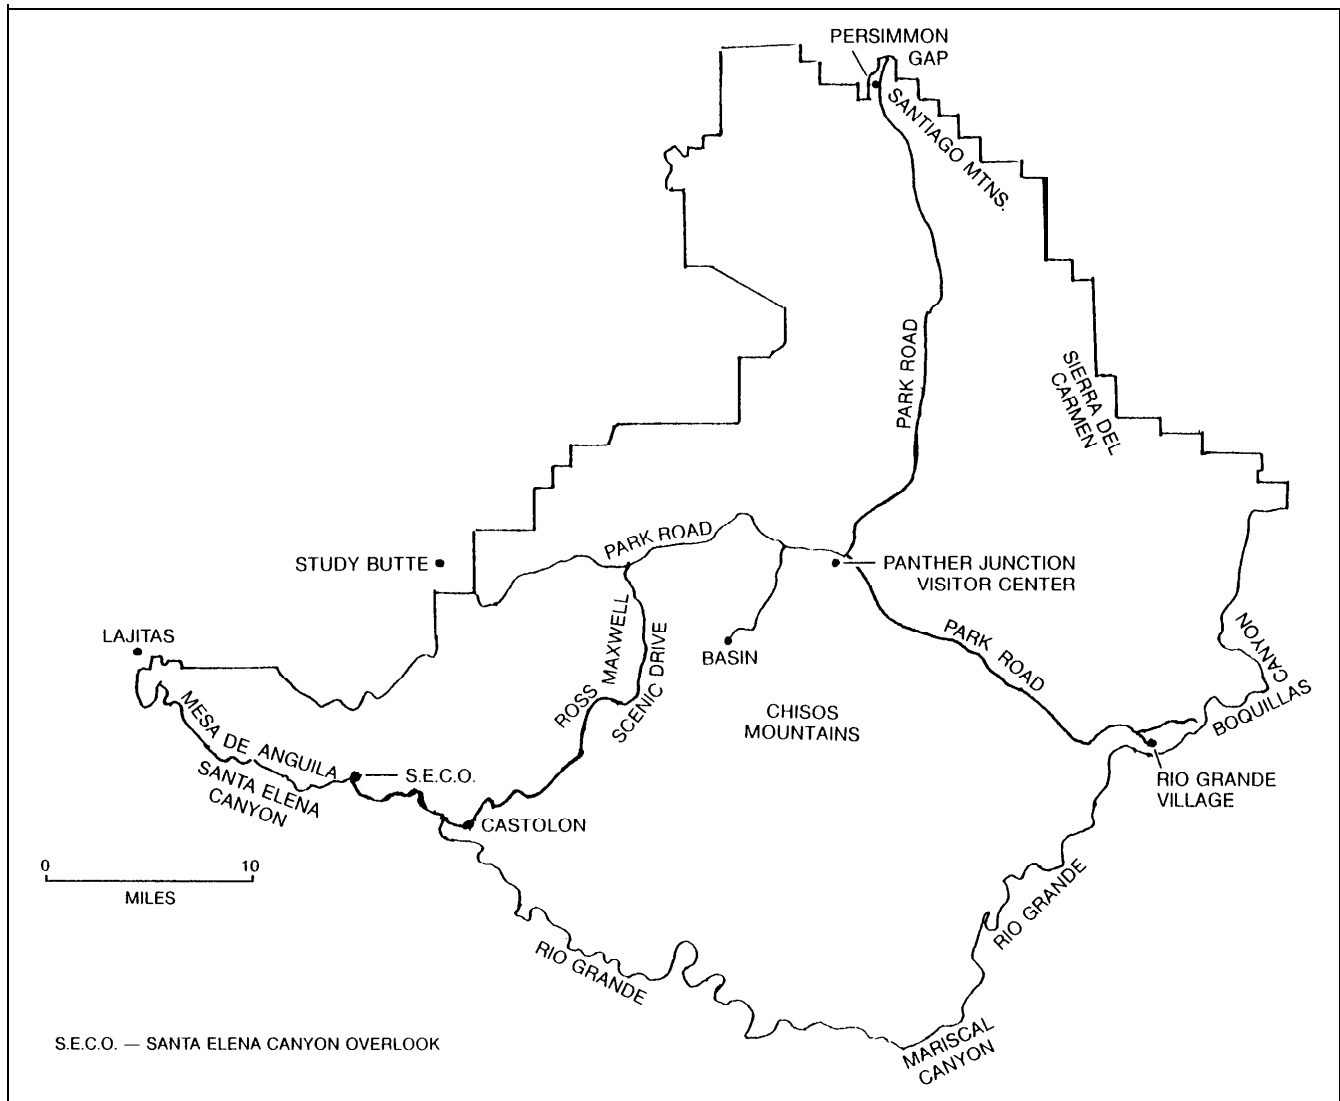 PERSIMMON
GAP
SANTIAGO MTNS.
PARK ROAD
SIERRA DEL
CARMEN
PARK ROAD
STUDY BUTTE
PANTHER JUNCTION
VISITOR CENTER
LAJITAS
ROSS MAXWELL
SCENIC DRIVE
BASIN
PARK ROAD
CHISOS
MOUNTAINS
BOQUILLAS
CANYON
MESA DE ANGUILA
SANTA ELENA
CANYON
S.E.C.O.
RIO GRANDE
VILLAGE
CASTOLON
0 10
MILES
RIO GRANDE
RIO GRANDE
MARISCAL
CANYON
S.E.C.O. — SANTA ELENA CANYON OVERLOOK